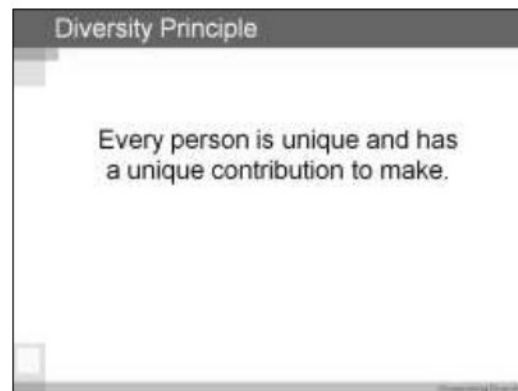 Diversity Principle
Every person is unique and has
a unique contribution to make.